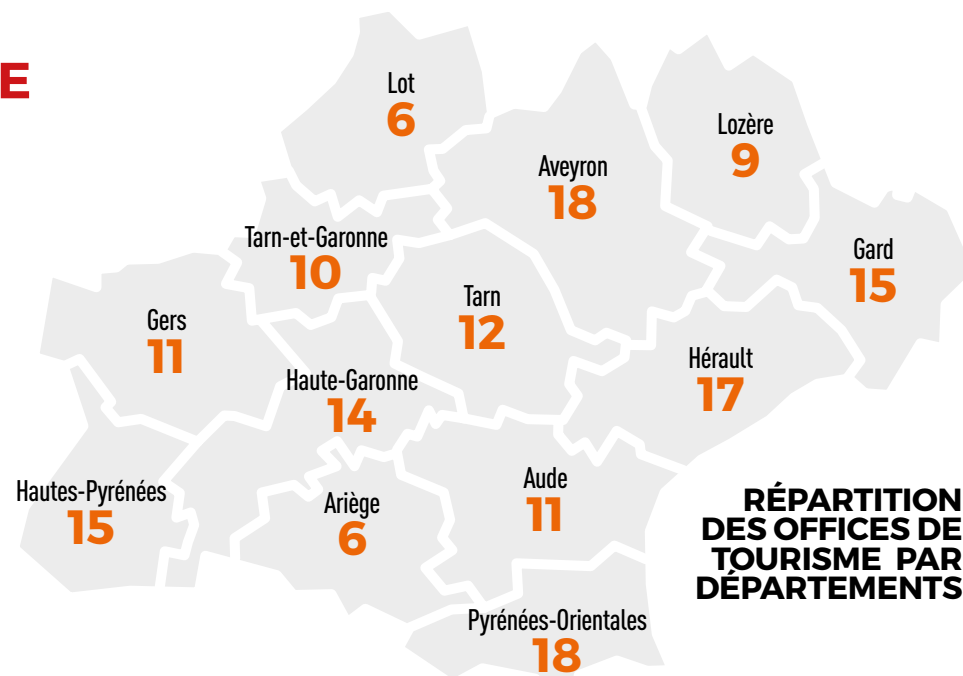 E
Lot
6
Lozère
9
Aveyron
18
Tarn-et-Garonne
10
Gard
15
Tarn
12
Gers
11
Hérault
17
Haute-Garonne
14
Hautes-Pyrénées
15
Ariège
6
Aude
11
RÉPARTITION
DES OFFICES DE
TOURISME PAR
DÉPARTEMENTS
Pyrénées-Orientales
18